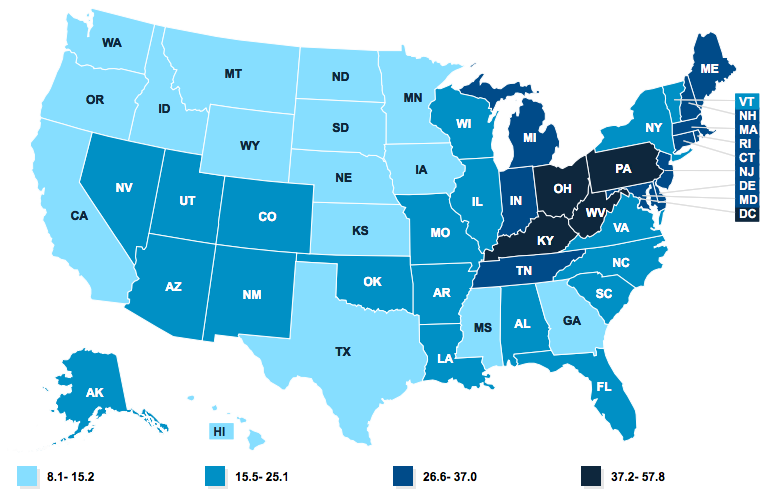 WA
ME
MT
ND
OR
MN
ID
VT
SD
WI
NH
NY
MA
WY
MI
RI
CT
IA
PA
NE
NJ
OH
NV
DE
IL
IN
UT
MD
CA
CO
WV
DC
KS
MO
VA
KY
NC
TN
AZ
OK
NM
AR
SC
MS
AL
GA
TX
LA
FL
AK
HI
8.1- 15.2
15.5- 25.1
26.6- 37.0
37.2- 57.8